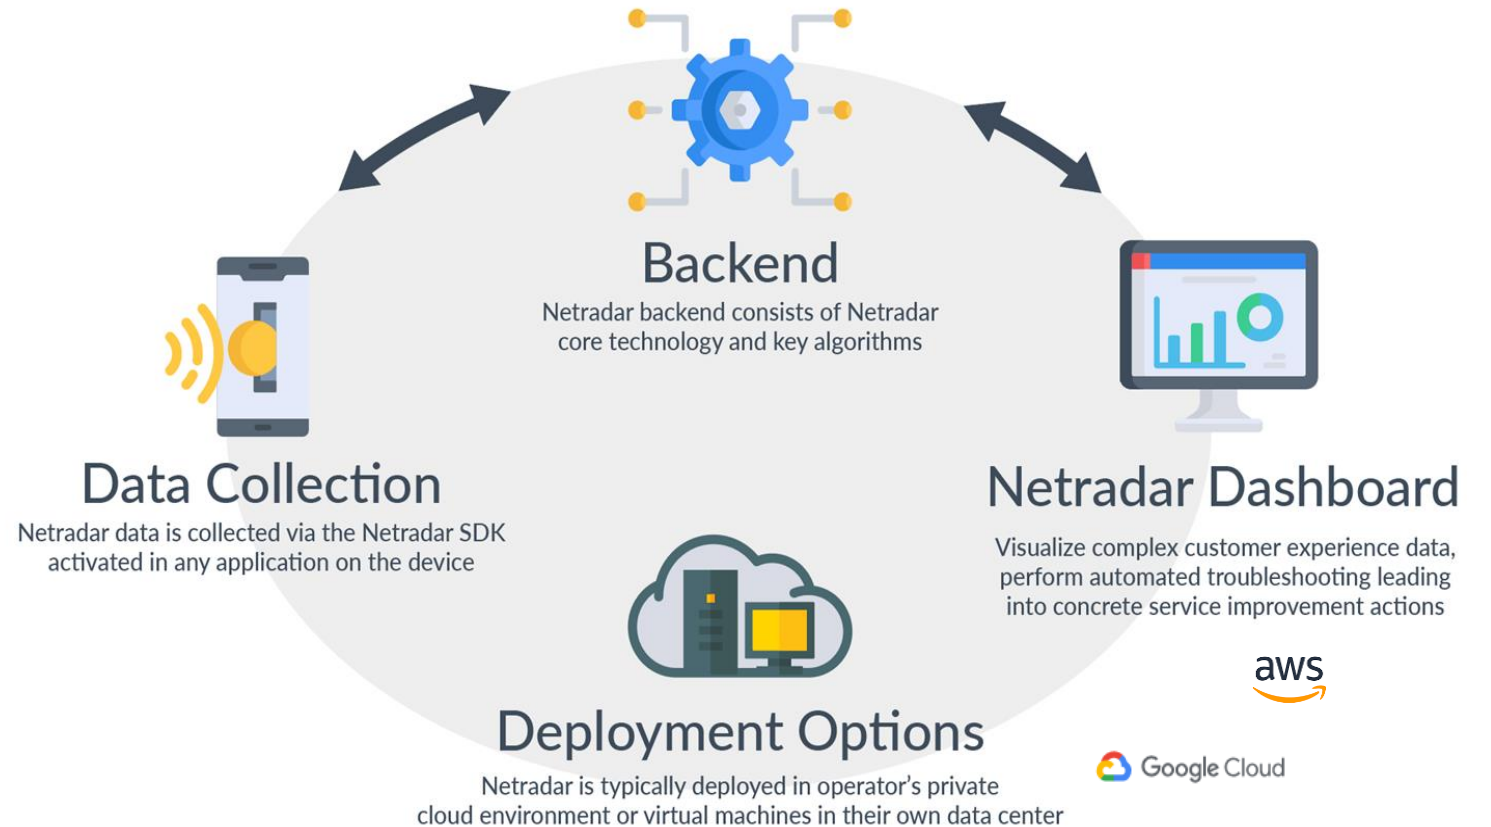 Backend
Netradar backend consists of Netradar
core technology and key algorithms
Data Collection
Netradar data is collected via the Netradar SDK
activated in any application on the device
Netradar Dashboard
Visualize complex customer experience data,
perform automated troubleshooting leading
into concrete service improvement actions
aws
Deployment Options
Netradar is typically deployed in operator's private
cloud environment or virtual machines in their own data center
Google Cloud